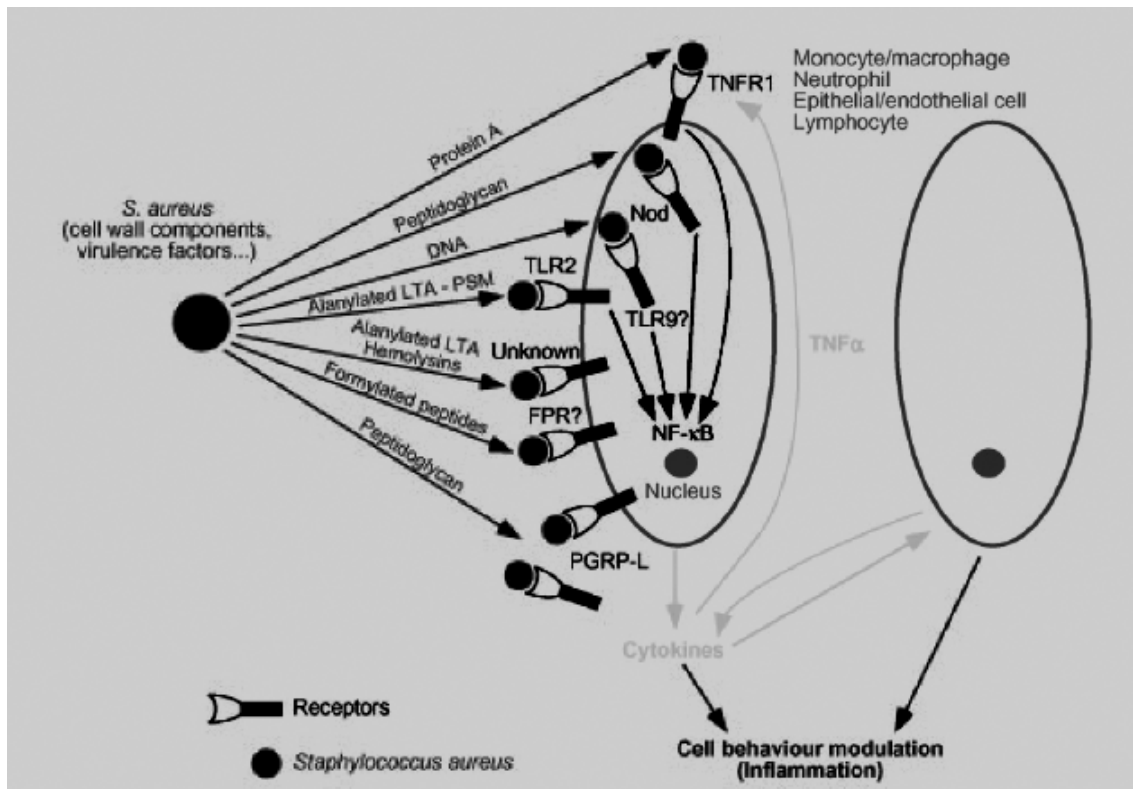 TNFR1
Monocyte/macrophage
Neutrophil
Epithelial/endothelial cell
Lymphocyte
Protein A
Peptidoglycan
S. aureus
(cell wall components,
virulence factors...)
DNA
Nod
Alanylated LTA - PSM
TLR2
TLR9?
TNFα
Alanylated LTA
Hemolysins
Unknown
Formylated peptides
FPR?
NF-κB
Peptidoglycan
Nucleus
PGRP-L
Cytokines
Receptors
Staphylococcus aureus
Cell behaviour modulation
(Inflammation)